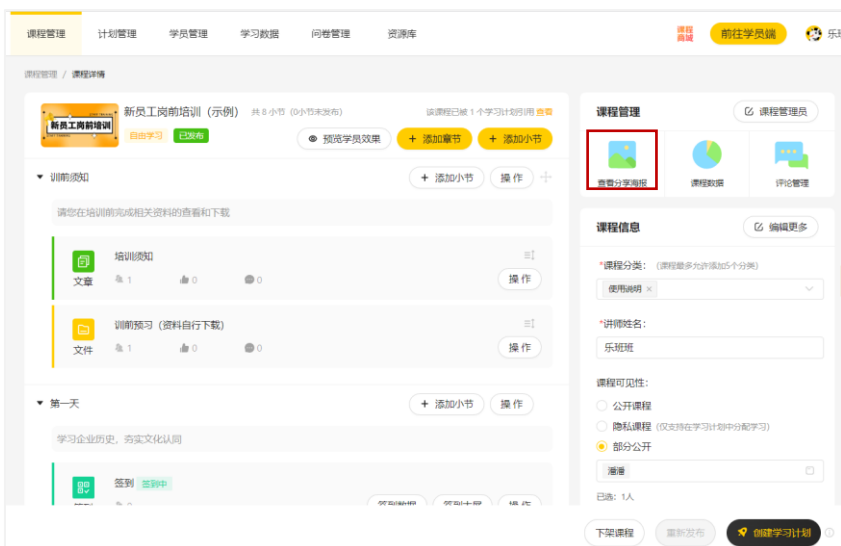 课程管理 计划管理 学员管理 学习数据 问卷管理 资源库 课程商城 前往学员端
课程管理 / 课程详情
新员工岗前培训
新员工岗前培训（示例） 共 8 小节 (0小节未发布) 该课程已被 1 个学习计划引用 查看
自由学习 已发布
预览学员效果 + 添加章节 + 添加小节
训前须知 + 添加小节 操作
请您在培训前完成相关资料的查看和下载
培训须知
文章 1 0 0 操作
训前预习（资料自行下载）
文件 1 0 0 操作
第一天 + 添加小节 操作
学习企业历史，夯实文化认同
签到 签到中
课程管理 课程管理员
查看分享海报 课程数据 评论管理
课程信息 编辑更多
*课程分类： (课程最多允许添加5个分类)
使用说明 ×
*讲师姓名：
乐班班
课程可见性：
公开课程
隐私课程 (仅支持在学习计划中分配学习)
部分公开
潘潘
已选：1人
下架课程 重新发布 创建学习计划